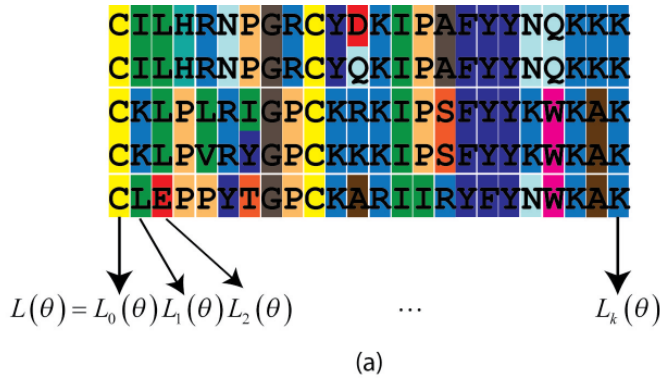 CILHRNPGRCYDKIPAFYYNQKKK
CILHRNPGRCYQKIPAFYYNQKKK
CKLPLRIGPCKRKIPSFYYKWKAK
CKLPVRYGPCKKKIPSFYYKWKAK
CLEPPYTGPCKARIIRYFYNWKAK
L(θ) = L₀(θ)L₁(θ)L₂(θ) ⋯ Lₖ(θ)
(a)